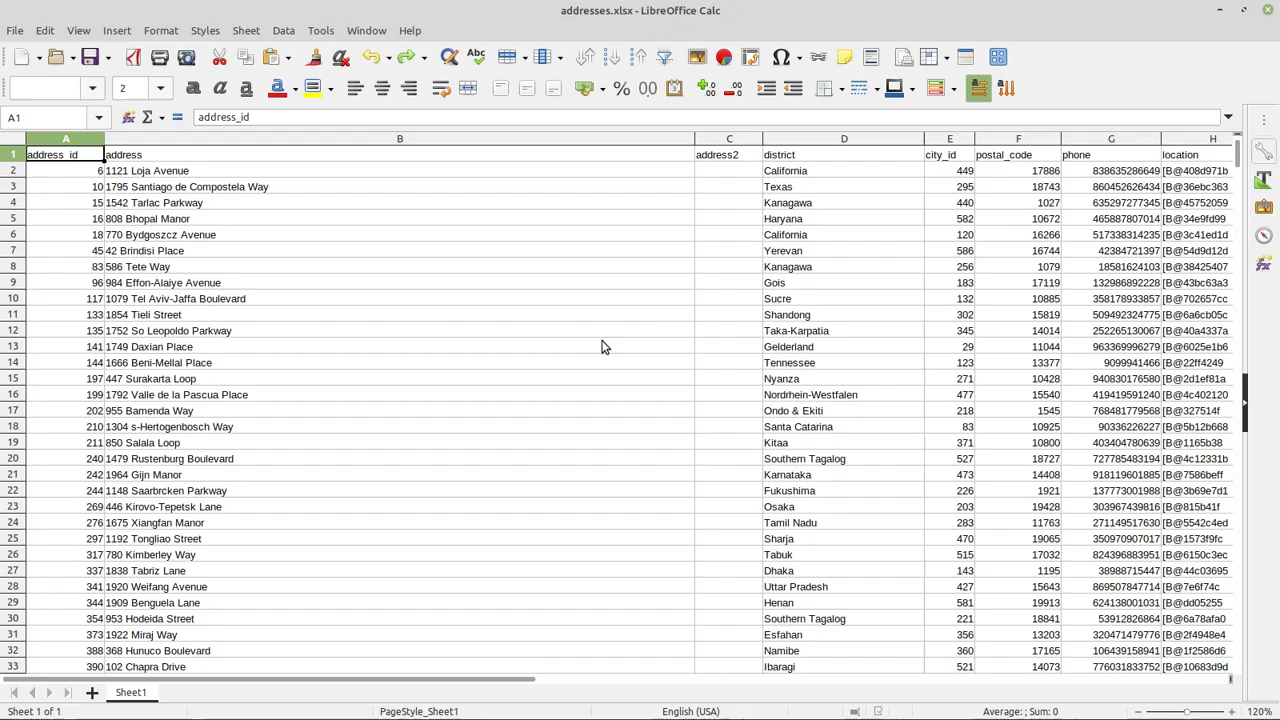 addresses.xlsx - LibreOffice Calc
File Edit View Insert Format Styles Sheet Data Tools Window Help
2
A1 address_id
A B C D E F G H
1 address_id address address2 district city_id postal_code phone location
2 6 1121 Loja Avenue California 449 17886 838635286649 [B@408d971b
3 10 1795 Santiago de Compostela Way Texas 295 18743 860452626434 [B@36ebc363
4 15 1542 Tarlac Parkway Kanagawa 440 1027 635297277345 [B@45752059
5 16 808 Bhopal Manor Haryana 582 10672 465887807014 [B@34e9fd99
6 18 770 Bydgoszcz Avenue California 120 16266 517338314235 [B@3c41ed1d
7 45 42 Brindisi Place Yerevan 586 16744 42384721397 [B@54d9d12d
8 83 586 Tete Way Kanagawa 256 1079 18581624103 [B@38425407
9 96 984 Effon-Alaiye Avenue Gois 183 17119 132986892228 [B@43bc63a3
10 117 1079 Tel Aviv-Jaffa Boulevard Sucre 132 10885 358178933857 [B@702657cc
11 133 1854 Tieli Street Shandong 302 15819 509492324775 [B@6a6cb05c
12 135 1752 So Leopoldo Parkway Taka-Karpatia 345 14014 252265130067 [B@40a4337a
13 141 1749 Daxian Place Gelderland 29 11044 963369996279 [B@6025e1b6
14 144 1666 Beni-Mellal Place Tennessee 123 13377 9099941466 [B@22ff4249
15 197 447 Surakarta Loop Nyanza 271 10428 940830176580 [B@2d1ef81a
16 199 1792 Valle de la Pascua Place Nordrhein-Westfalen 477 15540 419419591240 [B@4c402120
17 202 955 Bamenda Way Ondo & Ekiti 218 1545 768481779568 [B@327514f
18 210 1304 s-Hertogenbosch Way Santa Catarina 83 10925 90336226227 [B@5b12b668
19 211 850 Salala Loop Kitaa 371 10800 403404780639 [B@1165b38
20 240 1479 Rustenburg Boulevard Southern Tagalog 527 18727 727785483194 [B@4c12331b
21 242 1964 Gijn Manor Karnataka 473 14408 918119601885 [B@7586beff
22 244 1148 Saarbrcken Parkway Fukushima 226 1921 137773001988 [B@3b69e7d1
23 269 446 Kirovo-Tepetsk Lane Osaka 203 19428 303967439816 [B@815b41f
24 276 1675 Xiangfan Manor Tamil Nadu 283 11763 271149517630 [B@5542c4ed
25 297 1192 Tongliao Street Sharja 470 19065 350970907017 [B@1573f9fc
26 317 780 Kimberley Way Tabuk 515 17032 824396883951 [B@6150c3ec
27 337 1838 Tabriz Lane Dhaka 143 1195 38988715447 [B@44c03695
28 341 1920 Weifang Avenue Uttar Pradesh 427 15643 869507847714 [B@7e6f74c
29 344 1909 Benguela Lane Henan 581 19913 624138001031 [B@dd05255
30 354 953 Hodeida Street Southern Tagalog 221 18841 53912826864 [B@6a78afa0
31 373 1922 Miraj Way Esfahan 356 13203 320471479776 [B@2f4948e4
32 388 368 Hunuco Boulevard Namibe 360 17165 106439158941 [B@1f2586d6
33 390 102 Chapra Drive Ibaragi 521 14073 776031833752 [B@10683d9d
Sheet1
Sheet 1 of 1 PageStyle_Sheet1 English (USA) Average: ; Sum: 0 120%